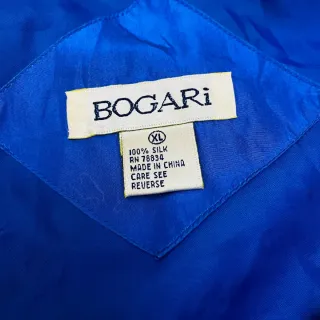 BOGARi
XL
100% SILK
RN 78834
MADE IN CHINA
CARE SEE
REVERSE